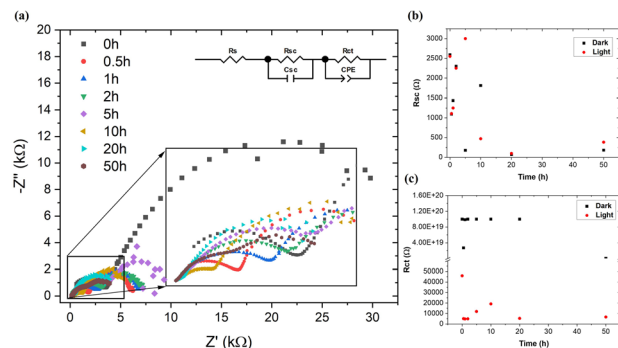 (a)
-Z'' (kΩ)
20
18
16
14
12
10
8
6
4
2
0
0h
0.5h
1h
2h
5h
10h
20h
50h
Rs
Rsc
Rct
Csc
CPE
0 5 10 15 20 25 30
Z' (kΩ)
(b)
Rsc (Ω)
3000
2500
2000
1500
1000
500
0
Dark
Light
0 10 20 30 40 50
Time (h)
(c)
Rct (Ω)
1.60E+20
1.20E+20
8.00E+19
4.00E+19
50000
40000
30000
20000
10000
0
Dark
Light
0 10 20 30 40 50
Time (h)